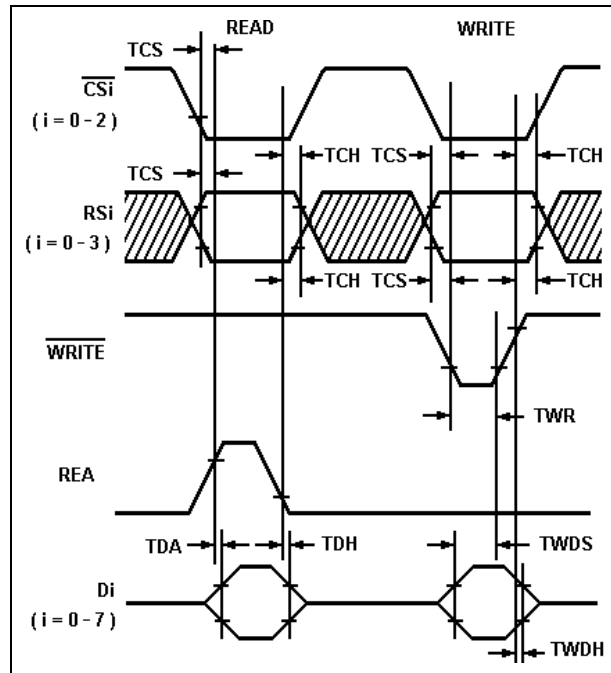 READ WRITE
TCS
CSi
( i = 0 - 2 )
TCS TCH TCS TCH
RSi
( i = 0 - 3 )
TCH TCS TCH
WRITE
TWR
REA
TDA TDH TWDS
Di
( i = 0 - 7 )
TWDH